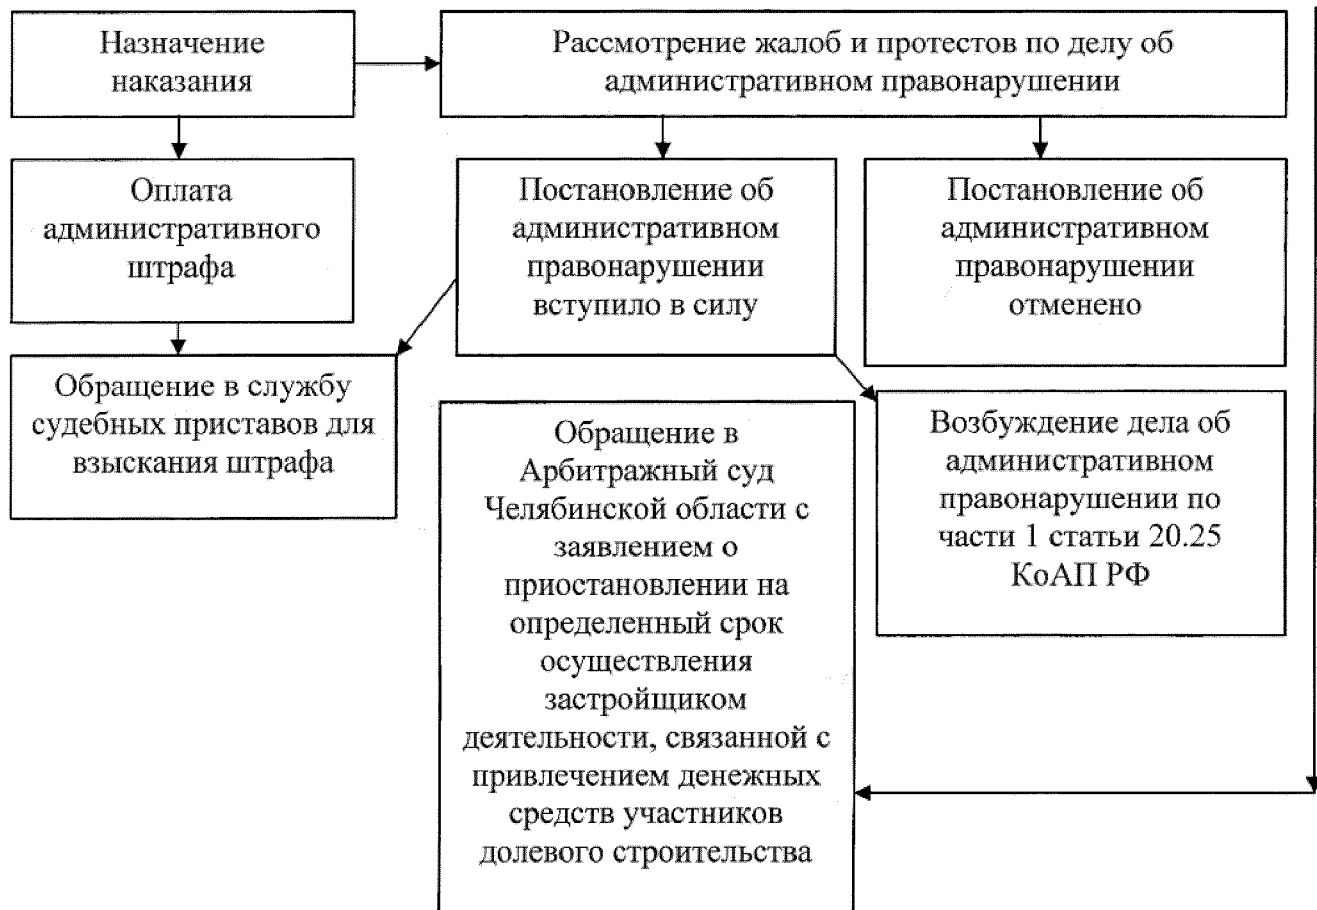 Назначение
наказания
Рассмотрение жалоб и протестов по делу об
административном правонарушении
Оплата
административного
штрафа
Постановление об
административном
правонарушении
вступило в силу
Постановление об
административном
правонарушении
отменено
Обращение в службу
судебных приставов для
взыскания штрафа
Обращение в
Арбитражный суд
Челябинской области с
заявлением о
приостановлении на
определенный срок
осуществления
застройщиком
деятельности, связанной с
привлечением денежных
средств участников
долевого строительства
Возбуждение дела об
административном
правонарушении по
части 1 статьи 20.25
КоАП РФ